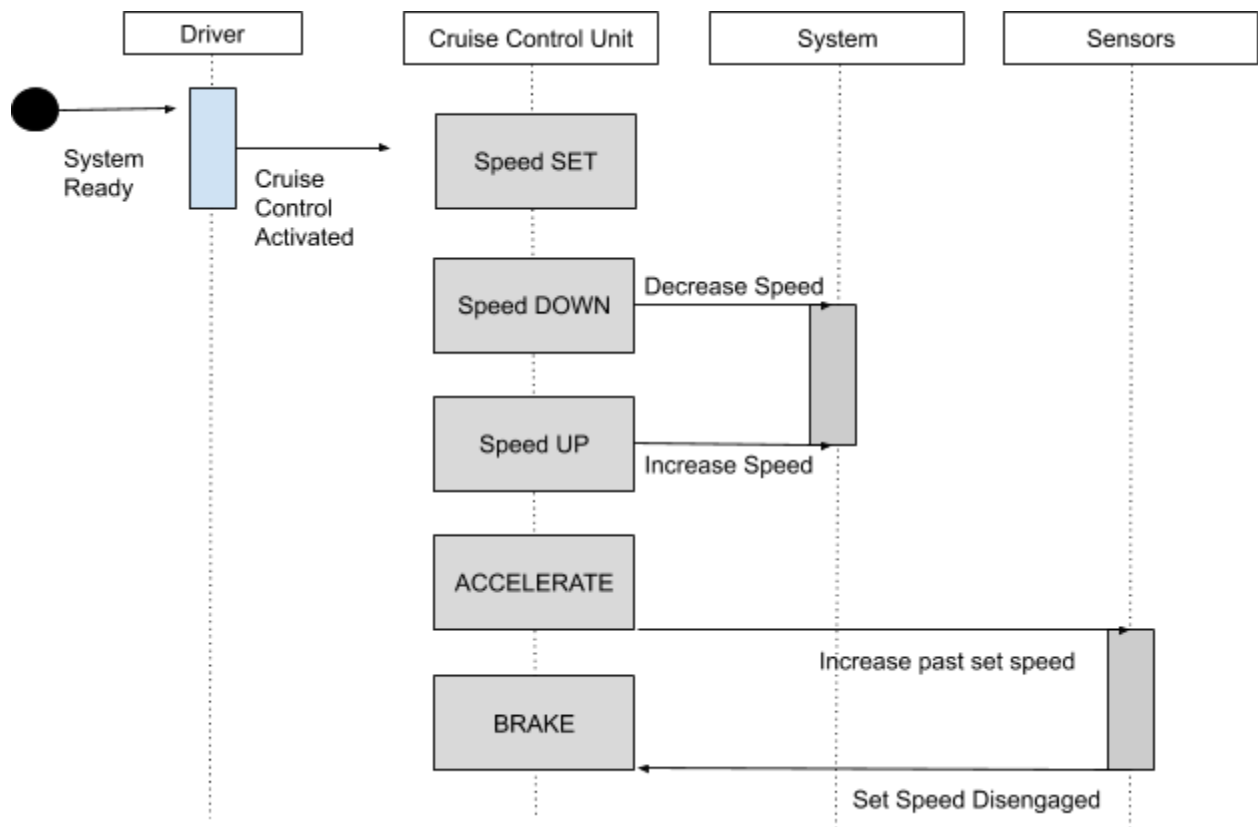 Driver
Cruise Control Unit
System
Sensors
System
Ready
Cruise
Control
Activated
Speed SET
Speed DOWN
Decrease Speed
Speed UP
Increase Speed
ACCELERATE
Increase past set speed
BRAKE
Set Speed Disengaged